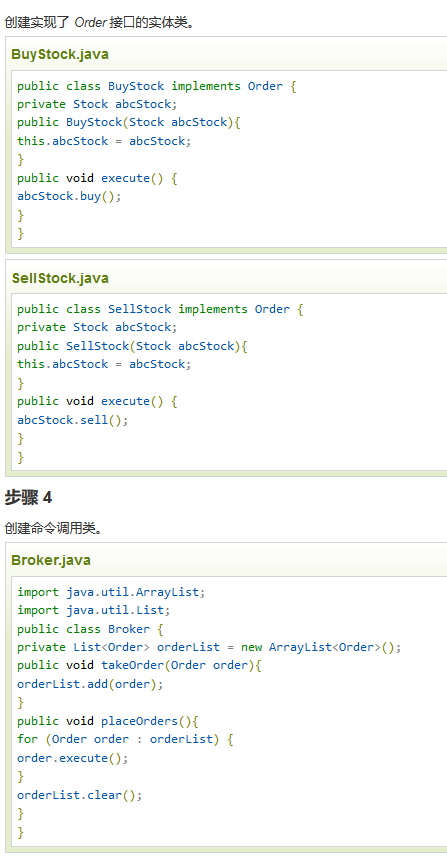 创建实现了 Order 接口的实体类。
BuyStock.java
public class BuyStock implements Order {
private Stock abcStock;
public BuyStock(Stock abcStock){
this.abcStock = abcStock;
}
public void execute() {
abcStock.buy();
}
}
SellStock.java
public class SellStock implements Order {
private Stock abcStock;
public SellStock(Stock abcStock){
this.abcStock = abcStock;
}
public void execute() {
abcStock.sell();
}
}
步骤 4
创建命令调用类。
Broker.java
import java.util.ArrayList;
import java.util.List;
public class Broker {
private List<Order> orderList = new ArrayList<Order>();
public void takeOrder(Order order){
orderList.add(order);
}
public void placeOrders(){
for (Order order : orderList) {
order.execute();
}
orderList.clear();
}
}